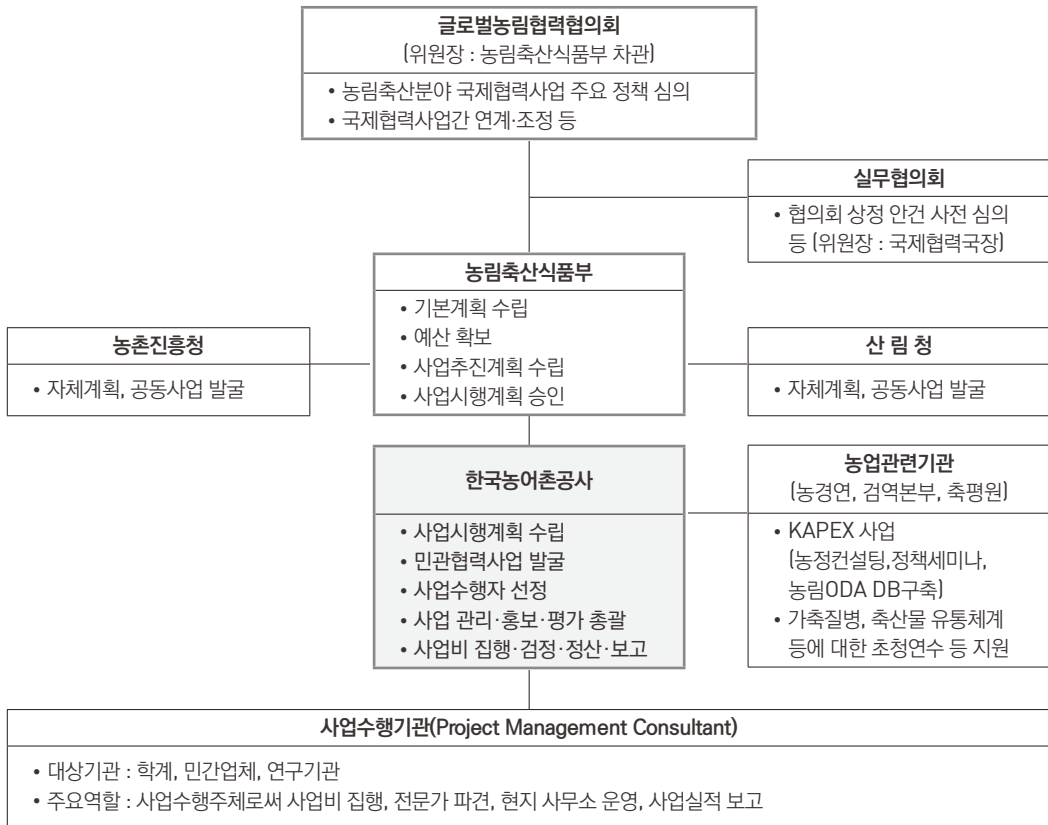 글로벌농림협력협의회
(위원장 : 농림축산식품부 차관)
• 농림축산분야 국제협력사업 주요 정책 심의
• 국제협력사업간 연계·조정 등
실무협의회
• 협의회 상정 안건 사전 심의
등 (위원장 : 국제협력국장)
농림축산식품부
• 기본계획 수립
• 예산 확보
• 사업추진계획 수립
• 사업시행계획 승인
농촌진흥청
• 자체계획, 공동사업 발굴
산 림 청
• 자체계획, 공동사업 발굴
한국농어촌공사
• 사업시행계획 수립
• 민관협력사업 발굴
• 사업수행자 선정
• 사업 관리·홍보·평가 총괄
• 사업비 집행·검정·정산·보고
농업관련기관
(농경연, 검역본부, 축평원)
• KAPEX 사업
(농정컨설팅,정책세미나,
농림ODA DB구축)
• 가축질병, 축산물 유통체계
등에 대한 초청연수 등 지원
사업수행기관(Project Management Consultant)
• 대상기관 : 학계, 민간업체, 연구기관
• 주요역할 : 사업수행주체로써 사업비 집행, 전문가 파견, 현지 사무소 운영, 사업실적 보고